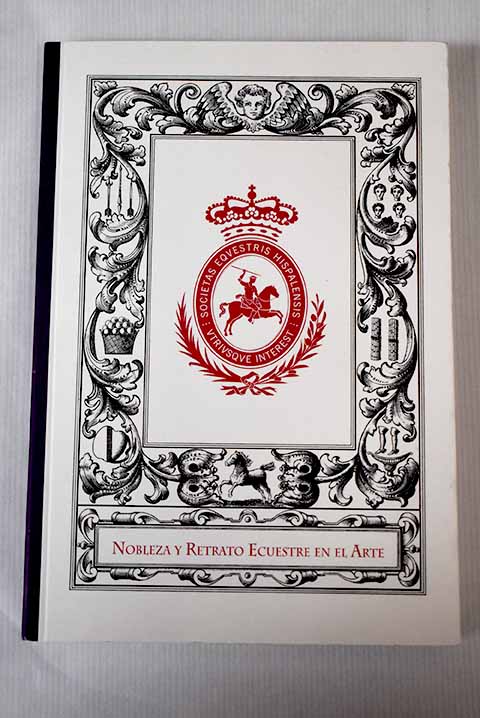 SOCIETAS EQVESTRIS HISPALENSIS
VTRIVSQVE INTEREST
NOBLEZA Y RETRATO ECUESTRE EN EL ARTE